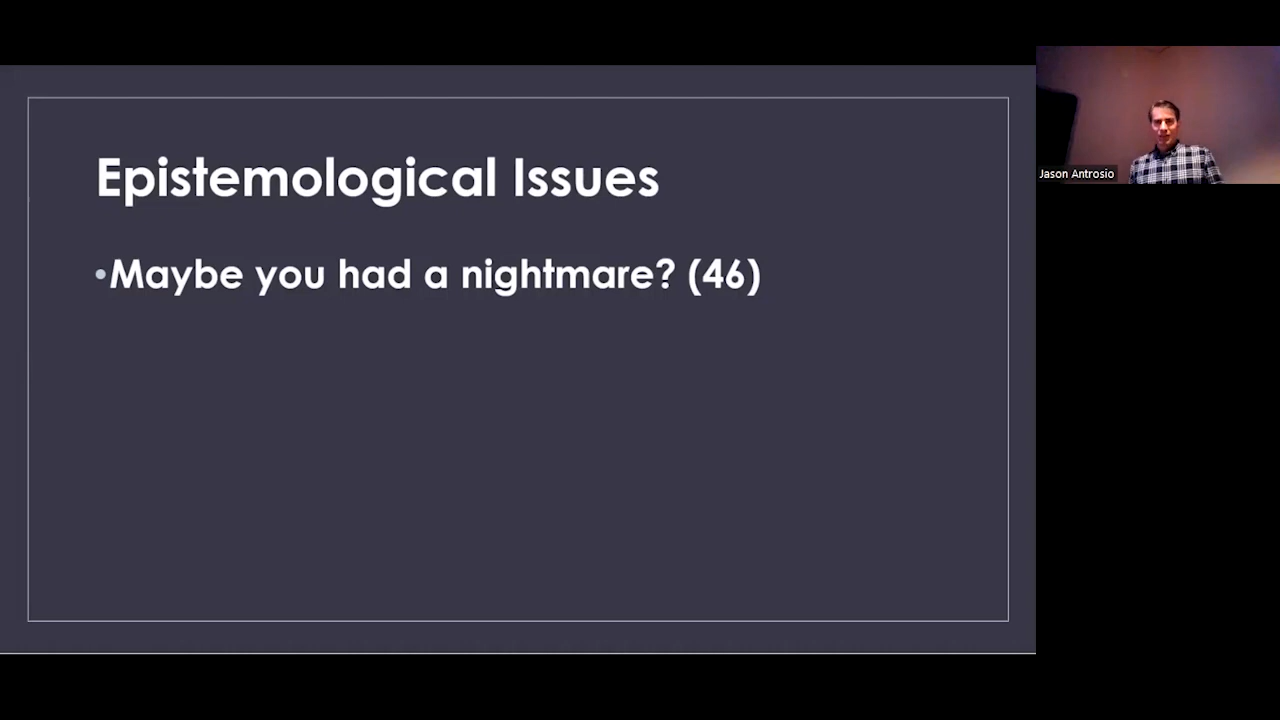 Epistemological Issues
•Maybe you had a nightmare? (46)
Jason Antrosio